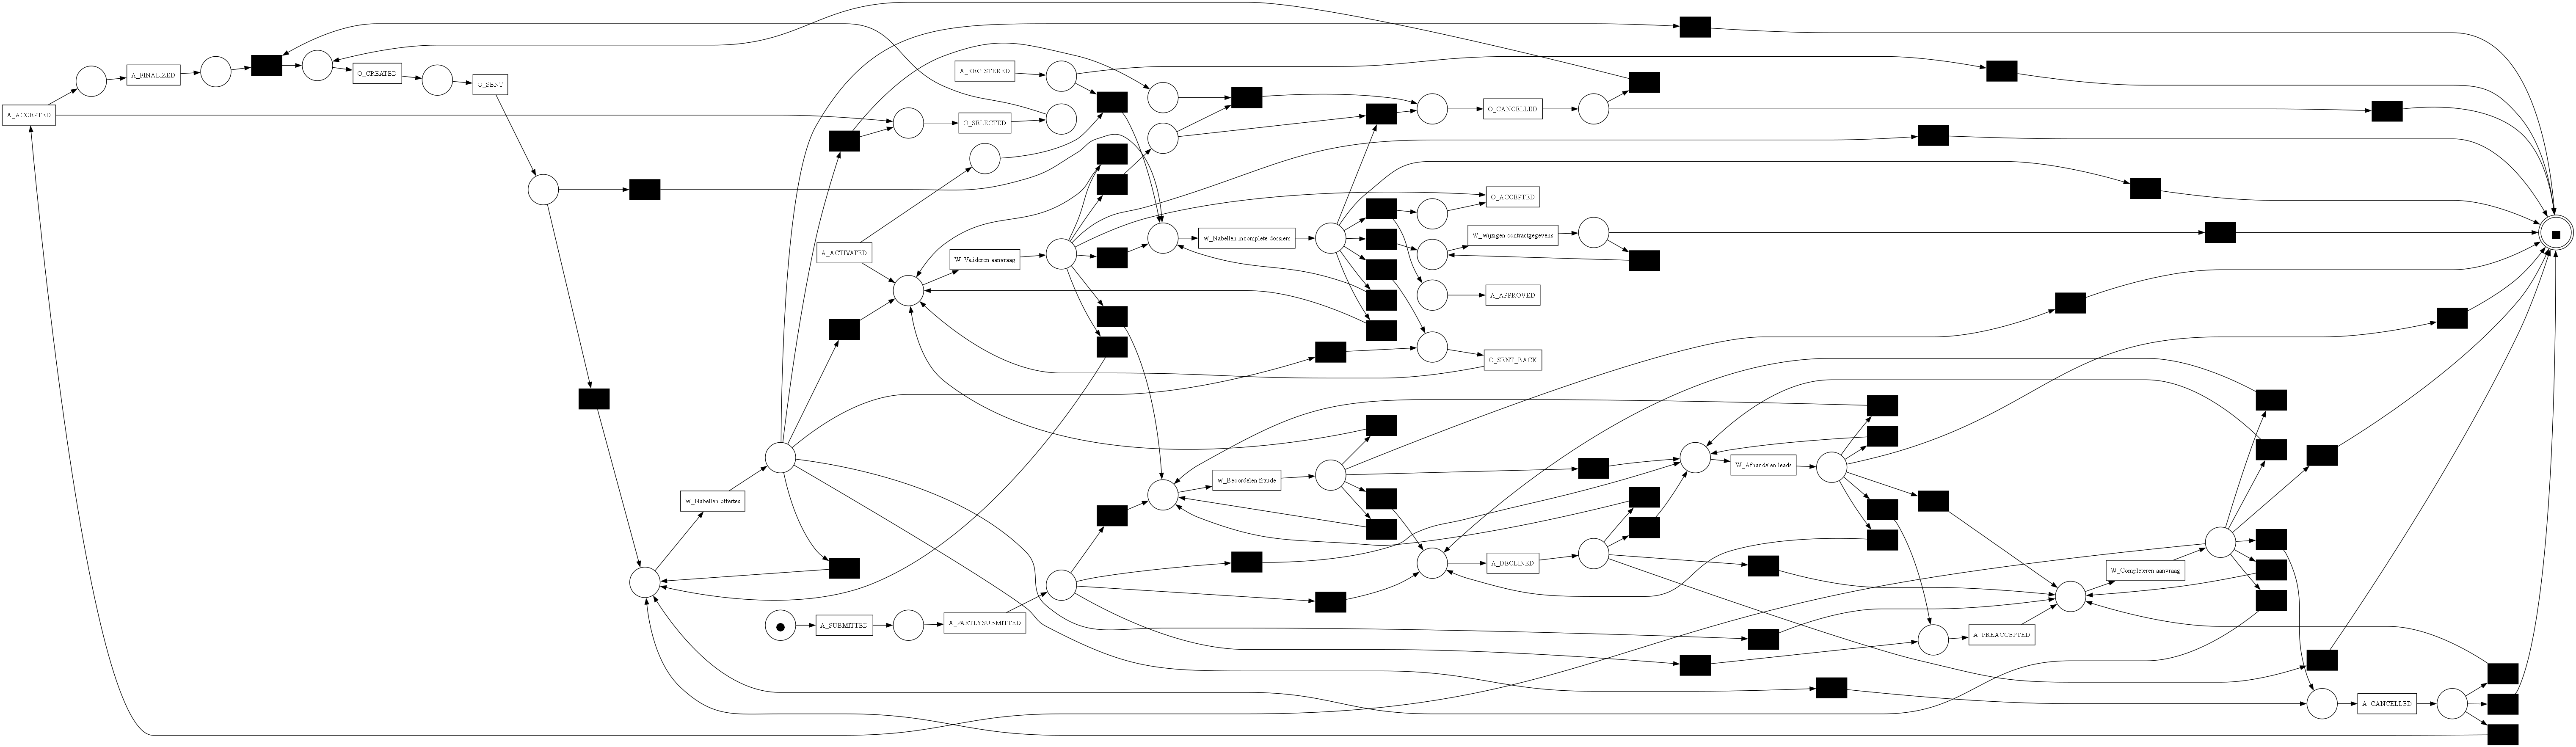 A_FINALIZED
O_CREATED
O_SENT
A_REGISTERED
A_ACCEPTED
O_SELECTED
O_CANCELLED
O_ACCEPTED
A_ACTIVATED
W_Valideren aanvraag
W_Nabellen incomplete dossiers
W_Wijzigen contractgegevens
A_APPROVED
O_SENT_BACK
W_Nabellen offertes
W_Beoordelen fraude
W_Afhandelen leads
A_DECLINED
W_Completeren aanvraag
A_SUBMITTED
A_PARTLYSUBMITTED
A_PREACCEPTED
A_CANCELLED